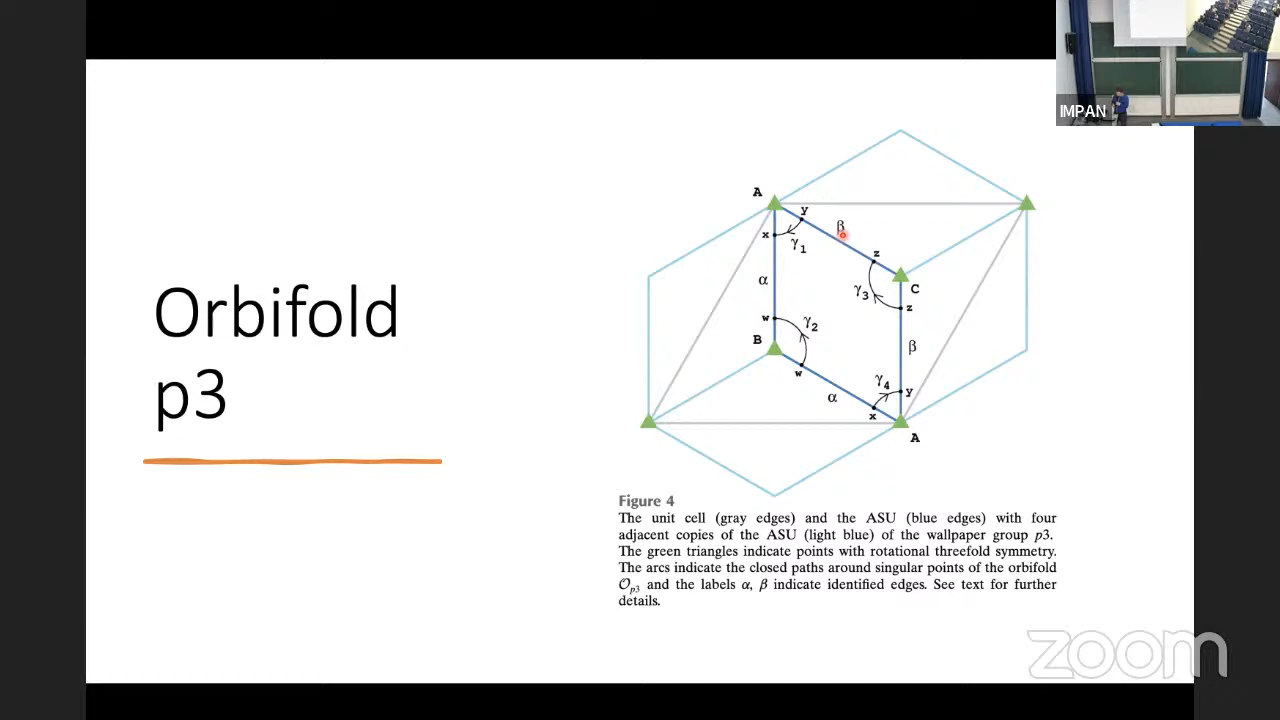 IMPAN
Orbifold
p3
A
y
β
x
γ1
z
C
α
γ3
z
w
γ2
B
β
w
γ4
y
α
x
A
Figure 4
The unit cell (gray edges) and the ASU (blue edges) with four
adjacent copies of the ASU (light blue) of the wallpaper group p3.
The green triangles indicate points with rotational threefold symmetry.
The arcs indicate the closed paths around singular points of the orbifold
𝒪p3 and the labels α, β indicate identified edges. See text for further
details.
zoom